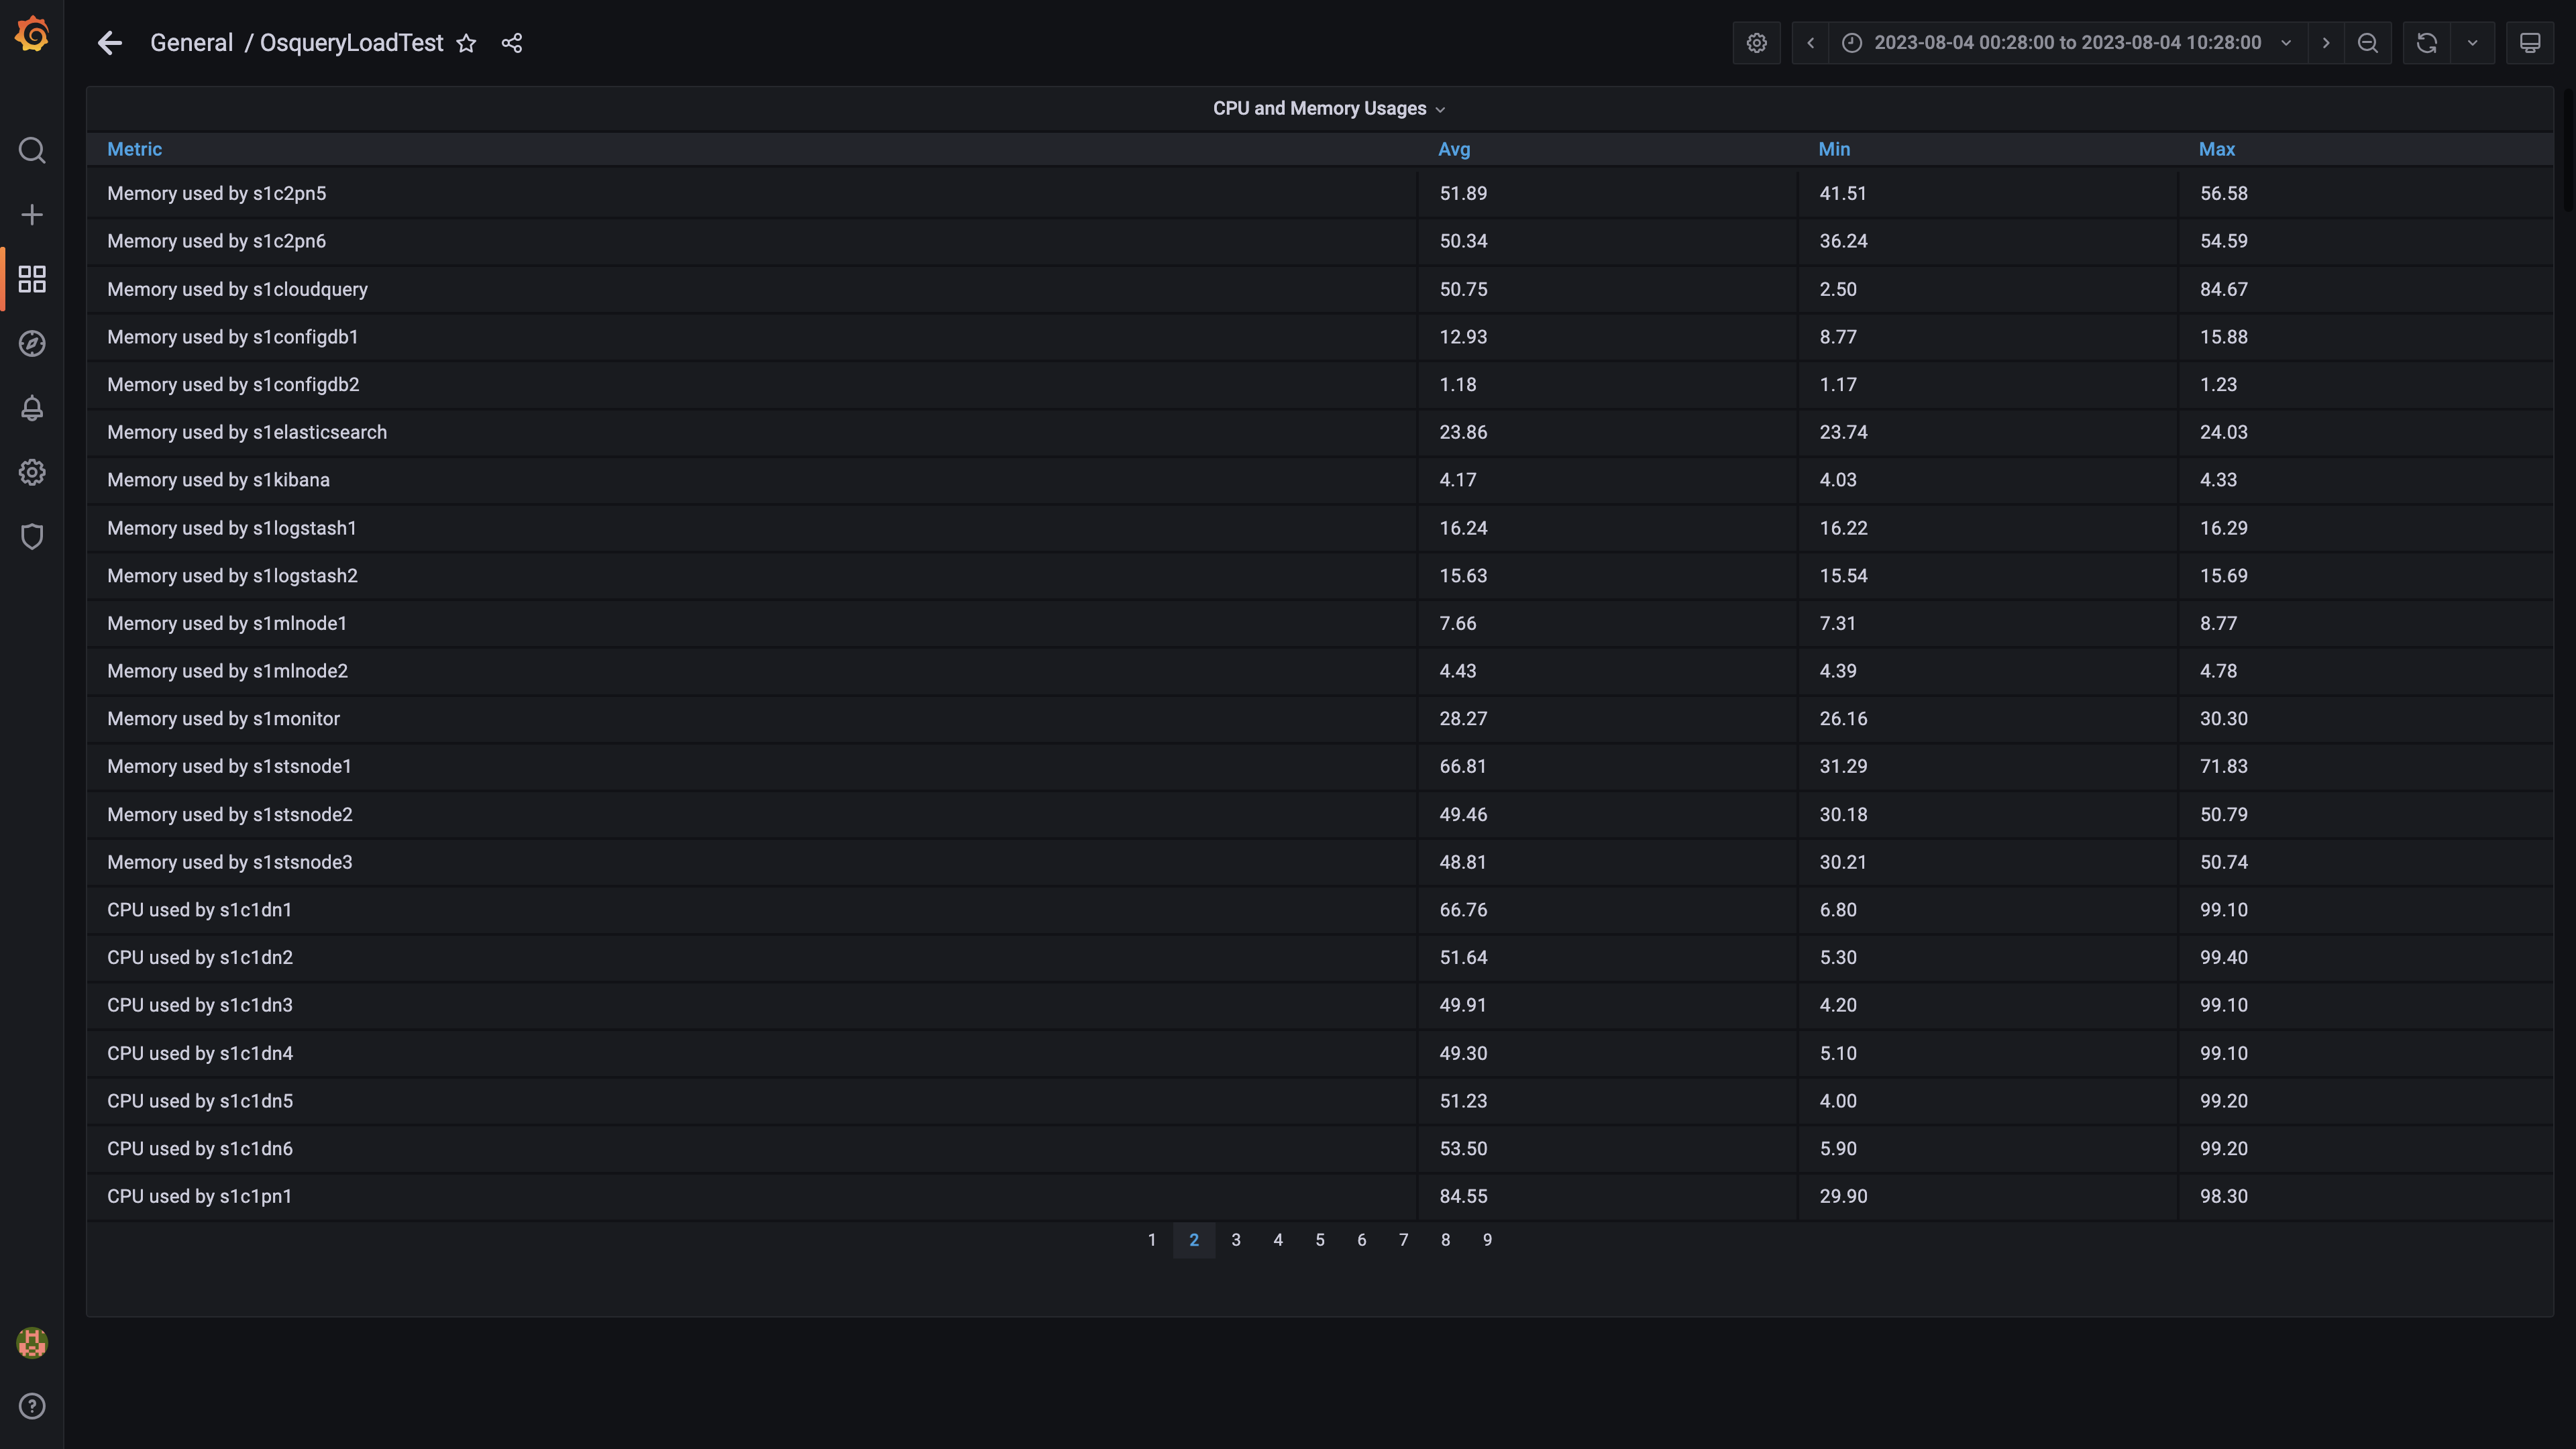 General / OsqueryLoadTest
2023-08-04 00:28:00 to 2023-08-04 10:28:00
CPU and Memory Usages
Metric Avg Min Max
Memory used by s1c2pn5 51.89 41.51 56.58
Memory used by s1c2pn6 50.34 36.24 54.59
Memory used by s1cloudquery 50.75 2.50 84.67
Memory used by s1configdb1 12.93 8.77 15.88
Memory used by s1configdb2 1.18 1.17 1.23
Memory used by s1elasticsearch 23.86 23.74 24.03
Memory used by s1kibana 4.17 4.03 4.33
Memory used by s1logstash1 16.24 16.22 16.29
Memory used by s1logstash2 15.63 15.54 15.69
Memory used by s1mlnode1 7.66 7.31 8.77
Memory used by s1mlnode2 4.43 4.39 4.78
Memory used by s1monitor 28.27 26.16 30.30
Memory used by s1stsnode1 66.81 31.29 71.83
Memory used by s1stsnode2 49.46 30.18 50.79
Memory used by s1stsnode3 48.81 30.21 50.74
CPU used by s1c1dn1 66.76 6.80 99.10
CPU used by s1c1dn2 51.64 5.30 99.40
CPU used by s1c1dn3 49.91 4.20 99.10
CPU used by s1c1dn4 49.30 5.10 99.10
CPU used by s1c1dn5 51.23 4.00 99.20
CPU used by s1c1dn6 53.50 5.90 99.20
CPU used by s1c1pn1 84.55 29.90 98.30
1 2 3 4 5 6 7 8 9